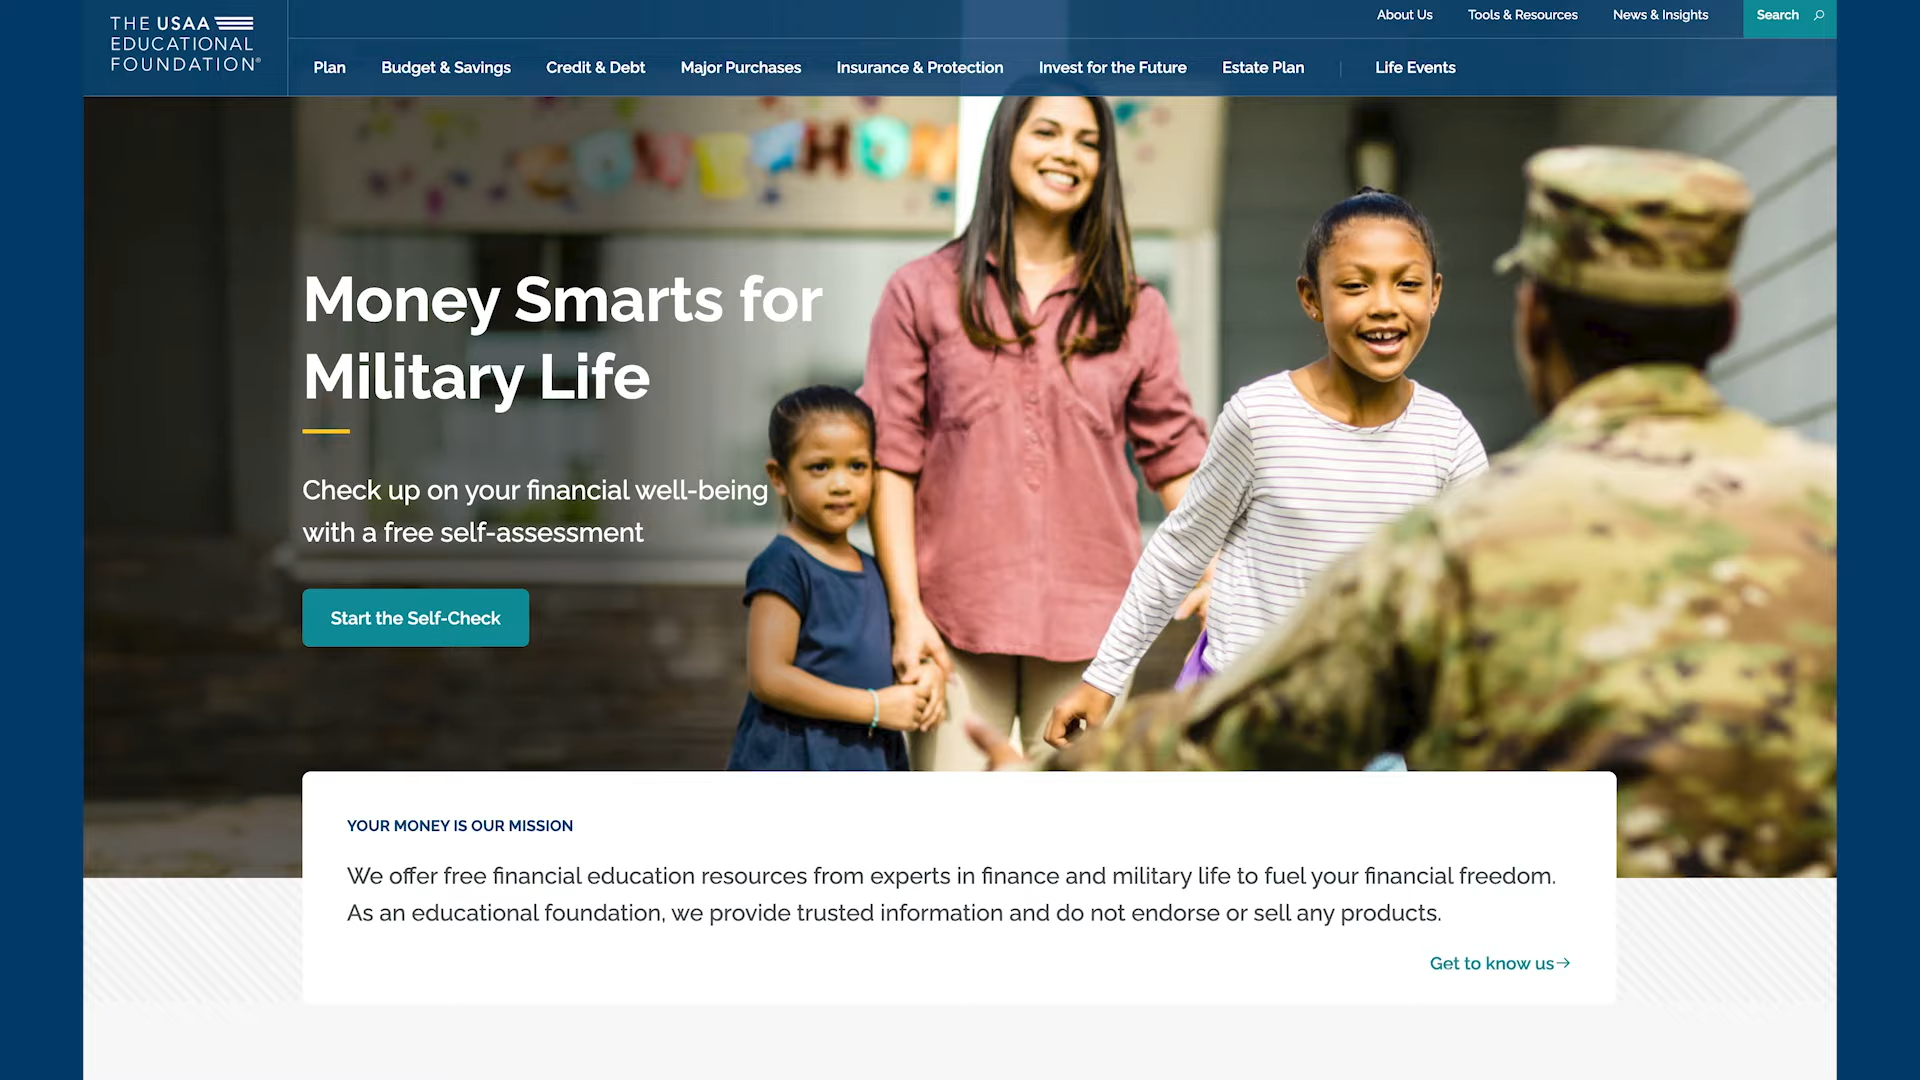 THE USAA
EDUCATIONAL
FOUNDATION®
About Us
Tools & Resources
News & Insights
Search
Plan
Budget & Savings
Credit & Debt
Major Purchases
Insurance & Protection
Invest for the Future
Estate Plan
Life Events
Money Smarts for
Military Life
Check up on your financial well-being
with a free self-assessment
Start the Self-Check
YOUR MONEY IS OUR MISSION
We offer free financial education resources from experts in finance and military life to fuel your financial freedom.
As an educational foundation, we provide trusted information and do not endorse or sell any products.
Get to know us